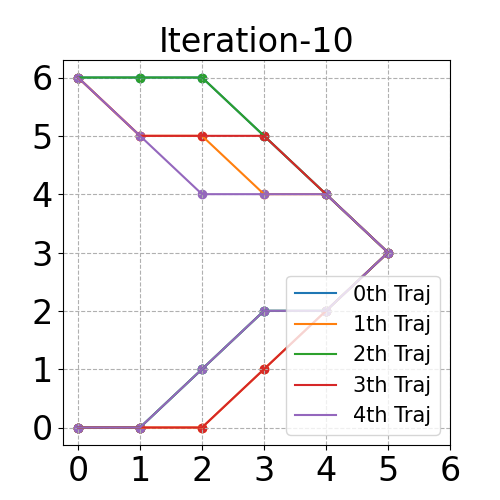 Iteration-10
6
5
4
3
2
1
0
0th Traj
1th Traj
2th Traj
3th Traj
4th Traj
0 1 2 3 4 5 6